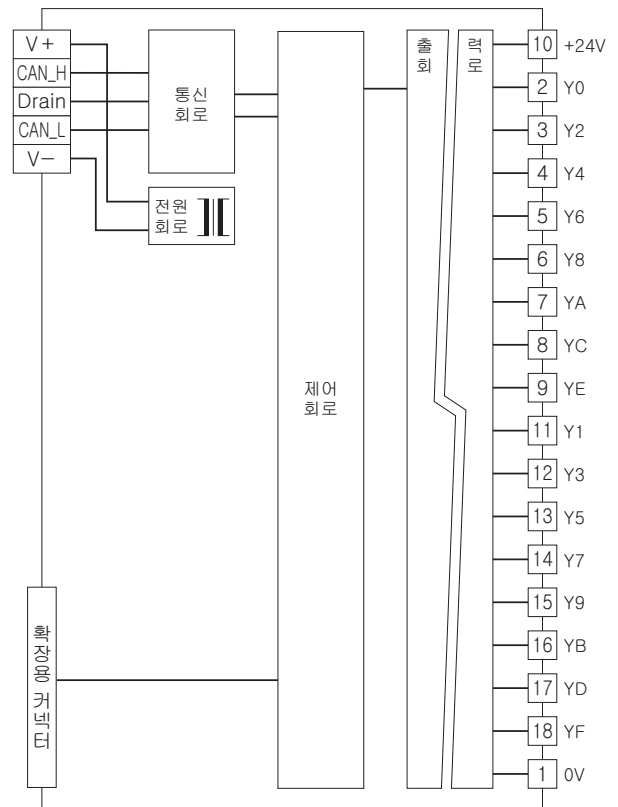 V+
CAN_H
Drain
CAN_L
V−
통신
회로
전원
회로
제어
회로
출 력
회 로
10 +24V
2 Y0
3 Y2
4 Y4
5 Y6
6 Y8
7 YA
8 YC
9 YE
11 Y1
12 Y3
13 Y5
14 Y7
15 Y9
16 YB
17 YD
18 YF
1 0V
확장용 커넥터